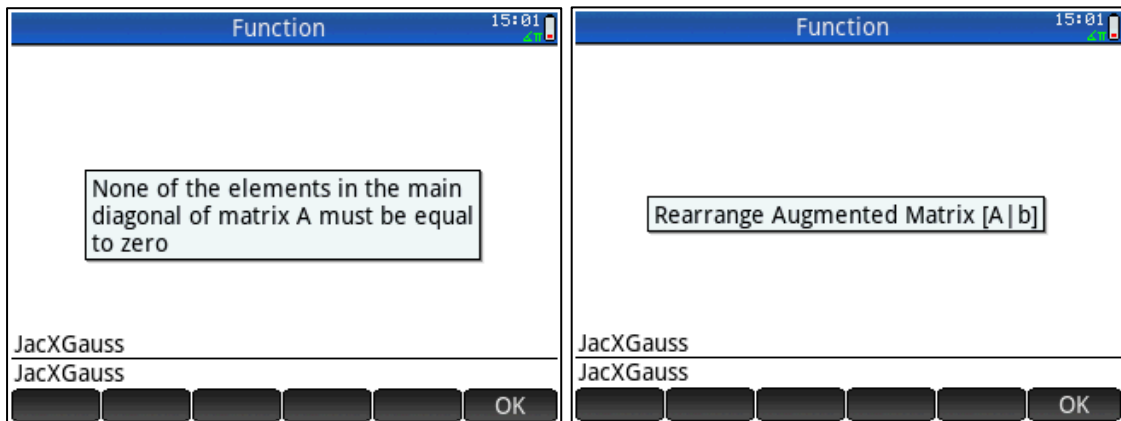 Function 15:01
∡π
None of the elements in the main
diagonal of matrix A must be equal
to zero
JacXGauss
JacXGauss
OK
Function 15:01
∡π
Rearrange Augmented Matrix [A|b]
JacXGauss
JacXGauss
OK